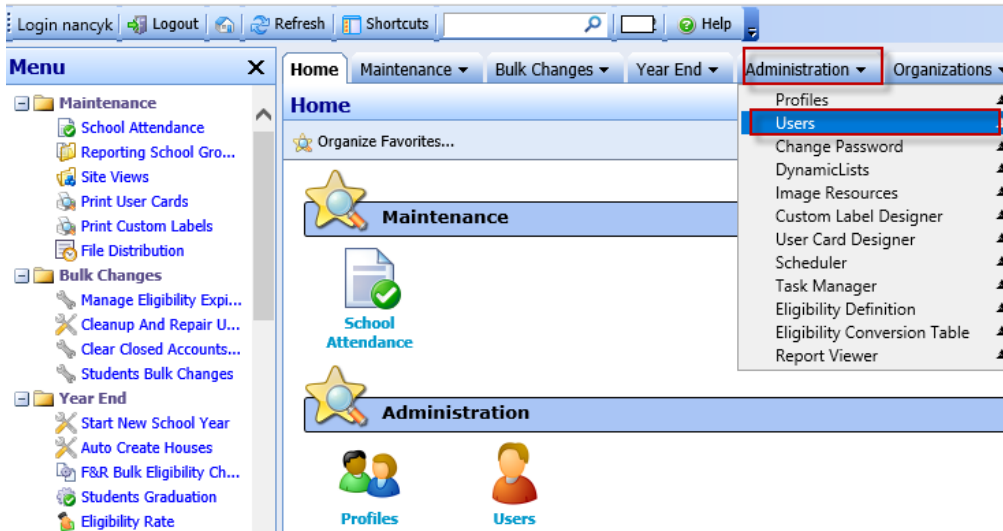 Login nancyk Logout Refresh Shortcuts Help
Menu X
Maintenance
School Attendance
Reporting School Gro...
Site Views
Print User Cards
Print Custom Labels
File Distribution
Bulk Changes
Manage Eligibility Expi...
Cleanup And Repair U...
Clear Closed Accounts...
Students Bulk Changes
Year End
Start New School Year
Auto Create Houses
F&R Bulk Eligibility Ch...
Students Graduation
Eligibility Rate
Home Maintenance Bulk Changes Year End Administration Organizations
Home
Organize Favorites...
Maintenance
School
Attendance
Administration
Profiles Users
Profiles
Users
Change Password
DynamicLists
Image Resources
Custom Label Designer
User Card Designer
Scheduler
Task Manager
Eligibility Definition
Eligibility Conversion Table
Report Viewer